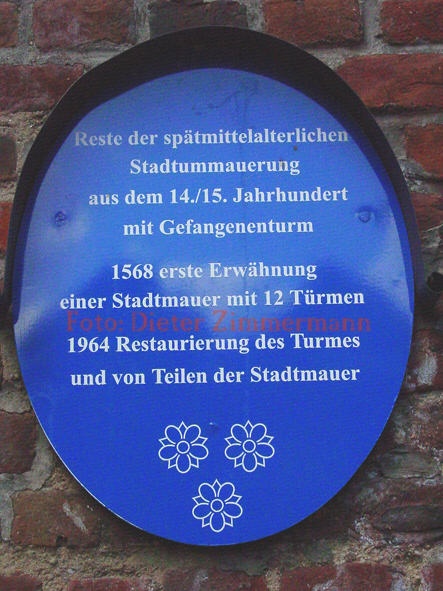 Reste der spätmittelalterlichen
Stadtummauerung
aus dem 14./15. Jahrhundert
mit Gefangenenturm
1568 erste Erwähnung
einer Stadtmauer mit 12 Türmen
Foto: Dieter Zimmermann
1964 Restaurierung des Turmes
und von Teilen der Stadtmauer